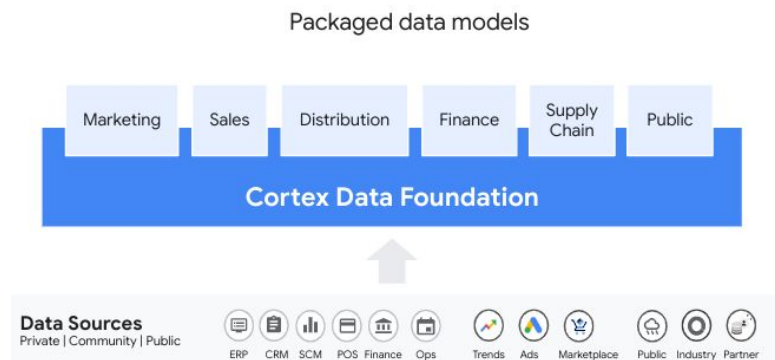 Packaged data models
Marketing
Sales
Distribution
Finance
Supply
Chain
Public
Cortex Data Foundation
Data Sources
Private | Community | Public
ERP CRM SCM POS Finance Ops Trends Ads Marketplace Public Industry Partner